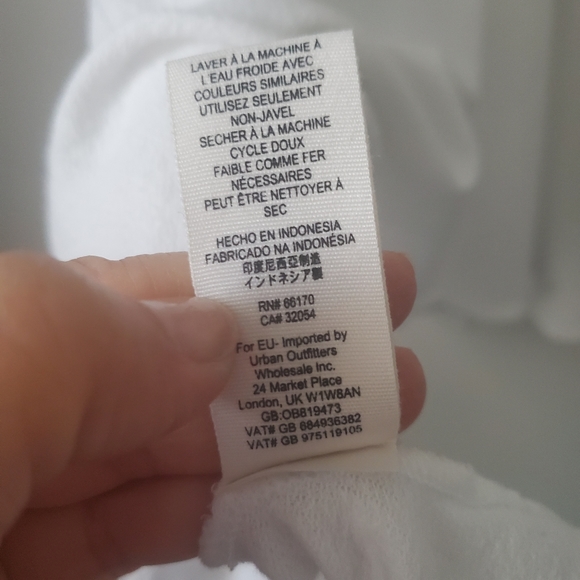 LAVER À LA MACHINE À
L'EAU FROIDE AVEC
COULEURS SIMILAIRES
UTILISEZ SEULEMENT
NON-JAVEL
SECHER À LA MACHINE
CYCLE DOUX
FAIBLE COMME FER
NÉCESSAIRES
PEUT ÊTRE NETTOYER À
SEC
HECHO EN INDONESIA
FABRICADO NA INDONÉSIA
印度尼西亞制造
インドネシア製
RN# 66170
CA# 32054
For EU- Imported by
Urban Outfitters
Wholesale Inc.
24 Market Place
London, UK W1W8AN
GB:OB819473
VAT# GB 684936382
VAT# GB 975119105